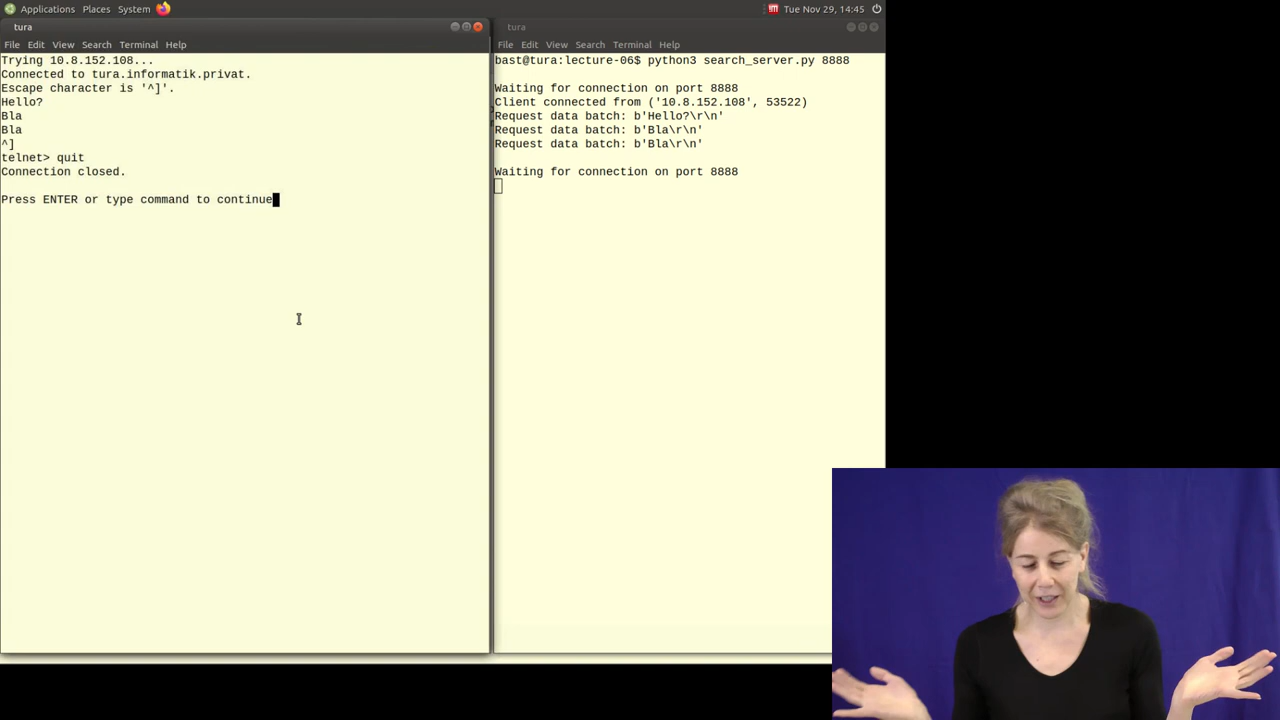 Applications Places System
Tue Nov 29, 14:45
tura
File Edit View Search Terminal Help
Trying 10.8.152.108...
Connected to tura.informatik.privat.
Escape character is '^]'.
Hello?
Bla
Bla
^]
telnet> quit
Connection closed.
Press ENTER or type command to continue
tura
File Edit View Search Terminal Help
bast@tura:lecture-06$ python3 search_server.py 8888
Waiting for connection on port 8888
Client connected from ('10.8.152.108', 53522)
Request data batch: b'Hello?\r\n'
Request data batch: b'Bla\r\n'
Request data batch: b'Bla\r\n'
Waiting for connection on port 8888